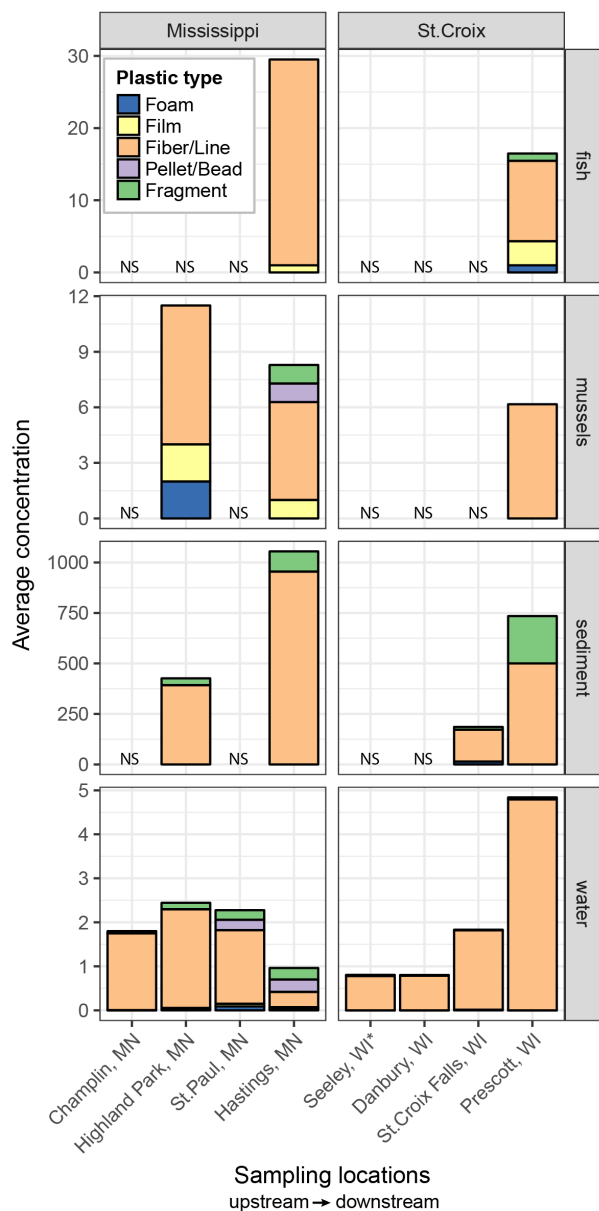 Mississippi
St.Croix
Plastic type
Foam
Film
Fiber/Line
Pellet/Bead
Fragment
30
20
10
0
NS NS NS
NS NS NS
fish
12
9
6
3
0
NS NS
NS NS NS
mussels
1000
750
500
250
0
NS NS
NS NS
sediment
5
4
3
2
1
0
water
Average concentration
Champlin, MN
Highland Park, MN
St.Paul, MN
Hastings, MN
Seeley, WI*
Danbury, WI
St.Croix Falls, WI
Prescott, WI
Sampling locations
upstream → downstream